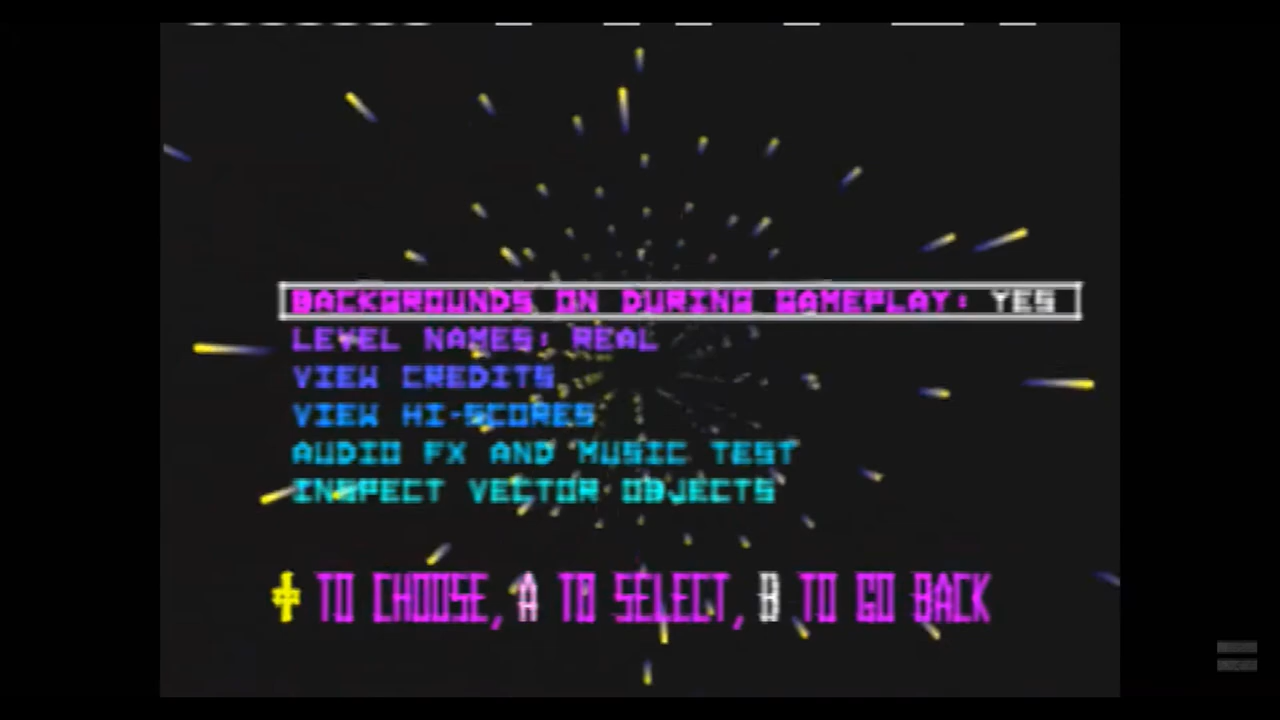 BACKGROUNDS ON DURING GAMEPLAY: YES
LEVEL NAMES: REAL
VIEW CREDITS
VIEW HI-SCORES
AUDIO FX AND MUSIC TEST
INSPECT VECTOR OBJECTS
TO CHOOSE, A TO SELECT, B TO GO BACK